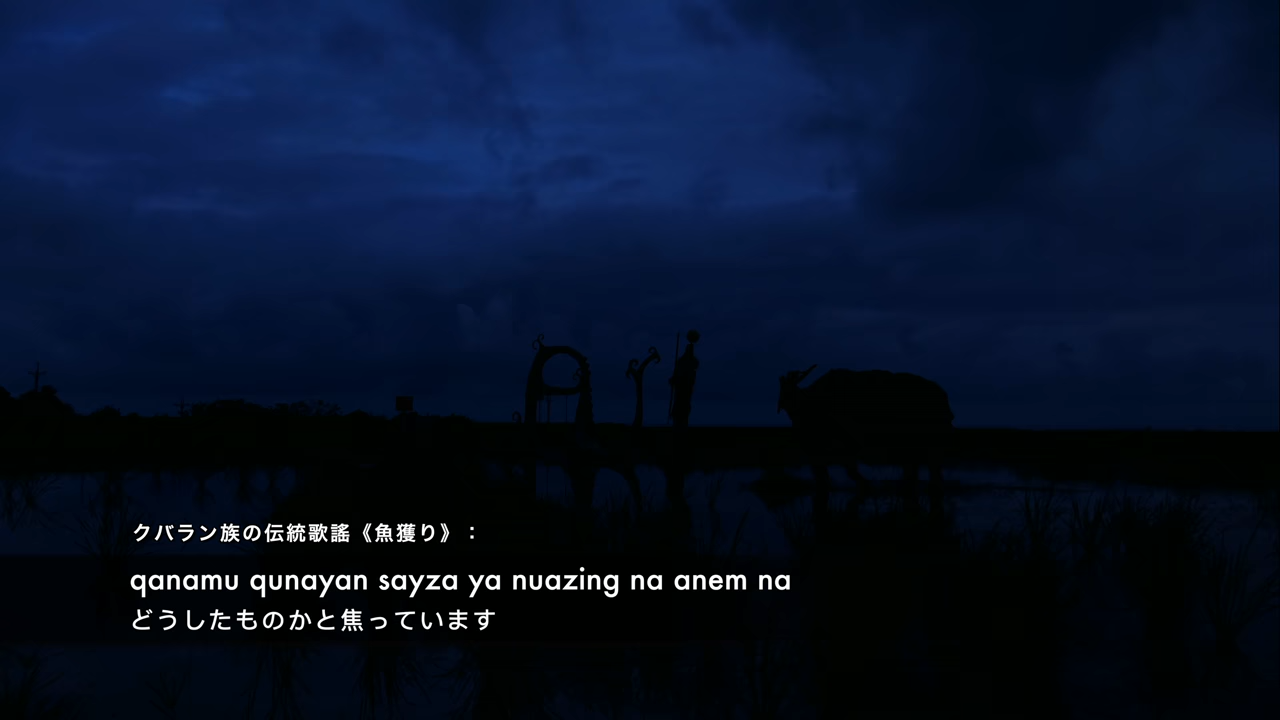 クバラン族の伝統歌謠《魚獲り》：
qanamu qunayan sayza ya nuazing na anem na
どうしたものかと焦っています